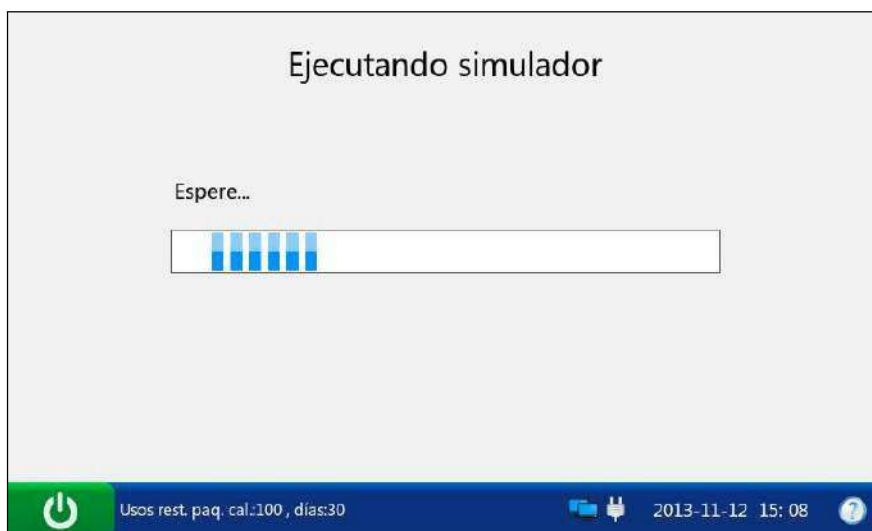 Ejecutando simulador
Espere...
Usos rest. paq. cal.:100 , días:30
2013-11-12 15: 08
?